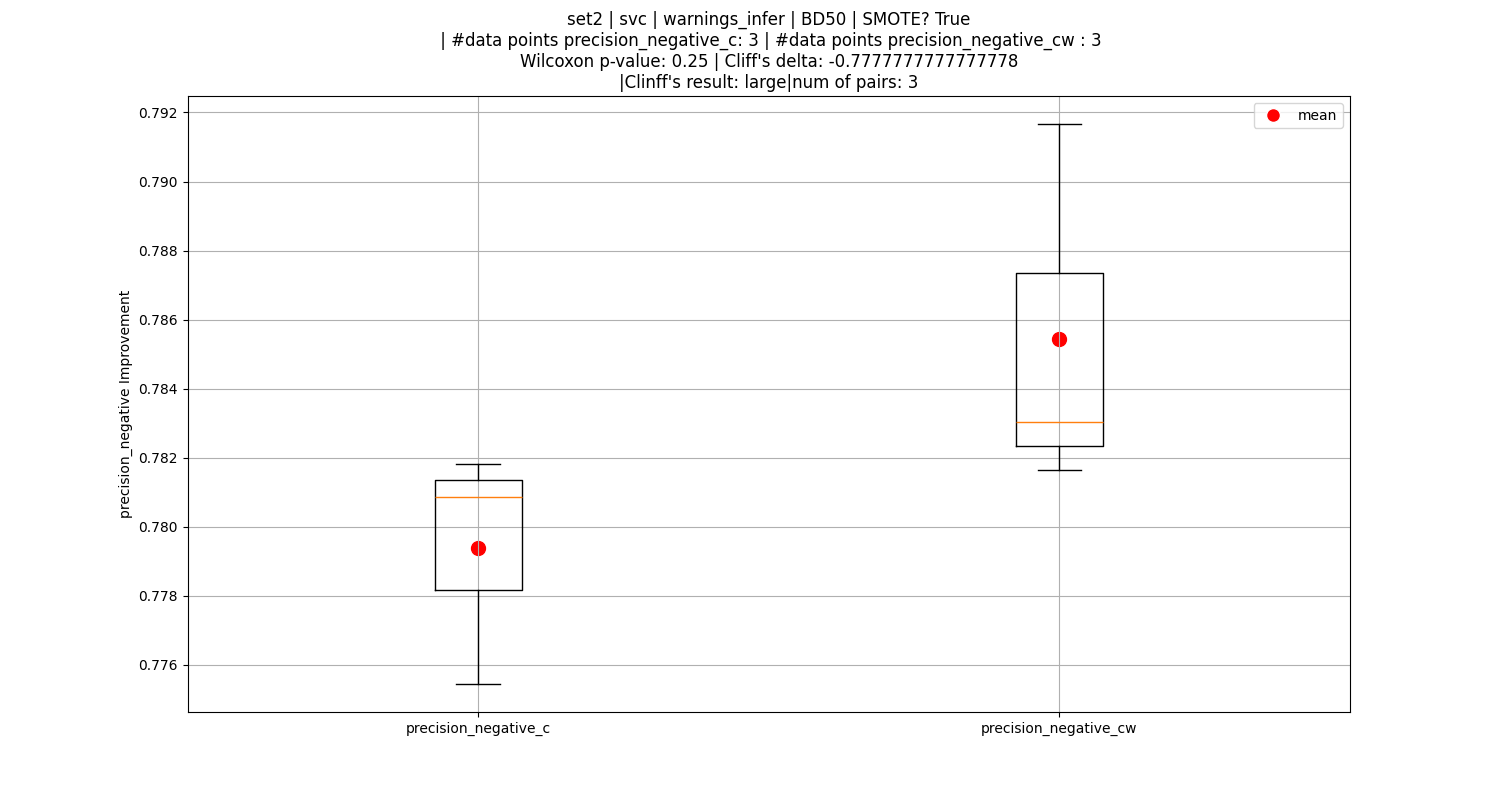 set2 | svc | warnings_infer | BD50 | SMOTE? True
| #data points precision_negative_c: 3 | #data points precision_negative_cw : 3
Wilcoxon p-value: 0.25 | Cliff's delta: -0.7777777777777778
|Clinff's result: large|num of pairs: 3
mean
0.792
0.790
0.788
0.786
0.784
0.782
0.780
0.778
0.776
precision_negative Improvement
precision_negative_c
precision_negative_cw